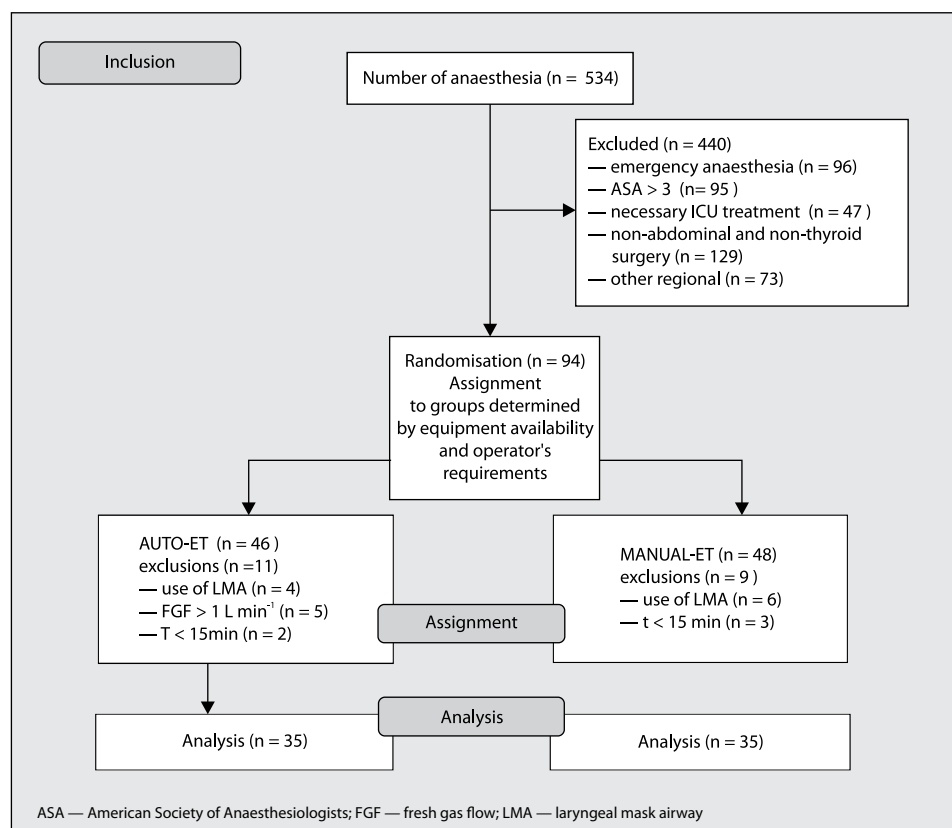 Inclusion
Number of anaesthesia (n = 534)
Excluded (n = 440)
— emergency anaesthesia (n = 96)
— ASA > 3 (n= 95 )
— necessary ICU treatment (n = 47 )
— non-abdominal and non-thyroid
surgery (n = 129)
— other regional (n = 73)
Randomisation (n = 94)
Assignment
to groups determined
by equipment availability
and operator's
requirements
AUTO-ET (n = 46 )
exclusions (n =11)
— use of LMA (n = 4)
— FGF > 1 L min⁻¹ (n = 5)
— T < 15min (n = 2)
MANUAL-ET (n = 48)
exclusions (n = 9 )
— use of LMA (n = 6)
— t < 15 min (n = 3)
Assignment
Analysis
Analysis (n = 35)
Analysis (n = 35)
ASA — American Society of Anaesthesiologists; FGF — fresh gas flow; LMA — laryngeal mask airway